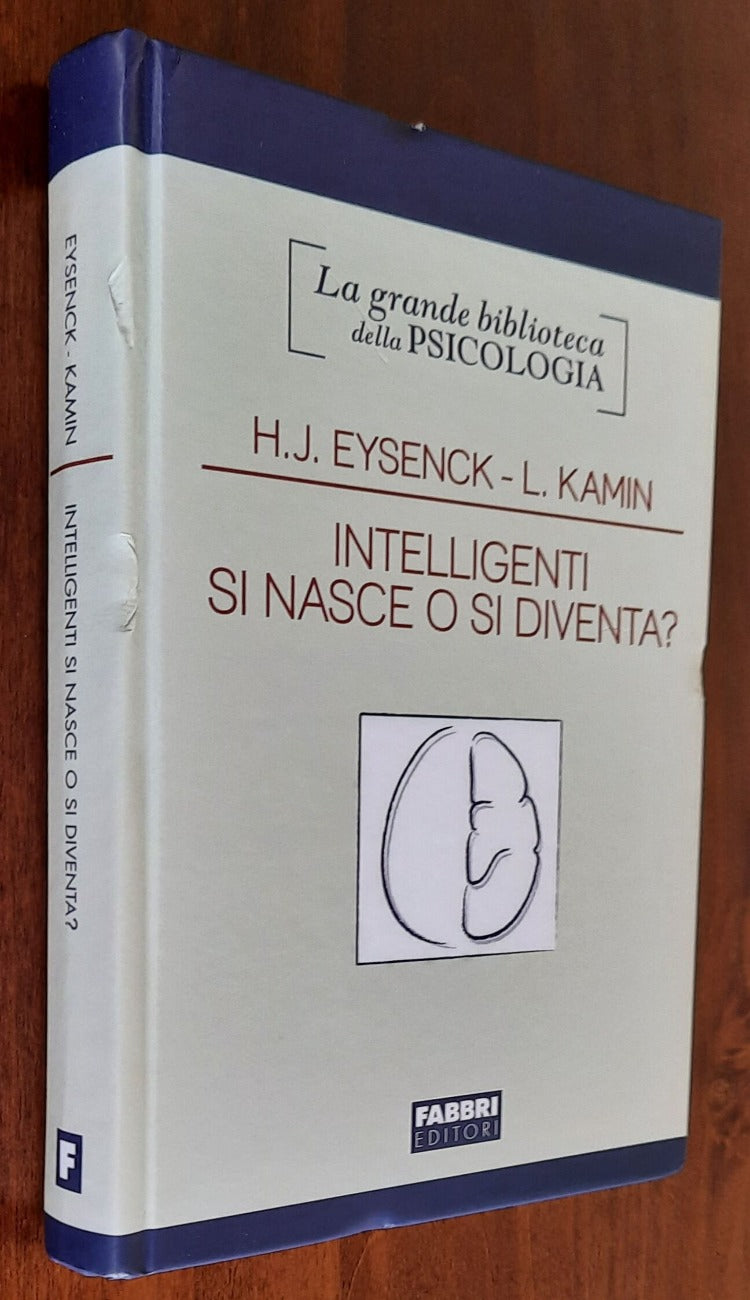 EYSENCK - KAMIN
INTELLIGENTI SI NASCE O SI DIVENTA?
F
La grande biblioteca
della PSICOLOGIA
H.J. EYSENCK - L. KAMIN
INTELLIGENTI
SI NASCE O SI DIVENTA?
FABBRI
EDITORI